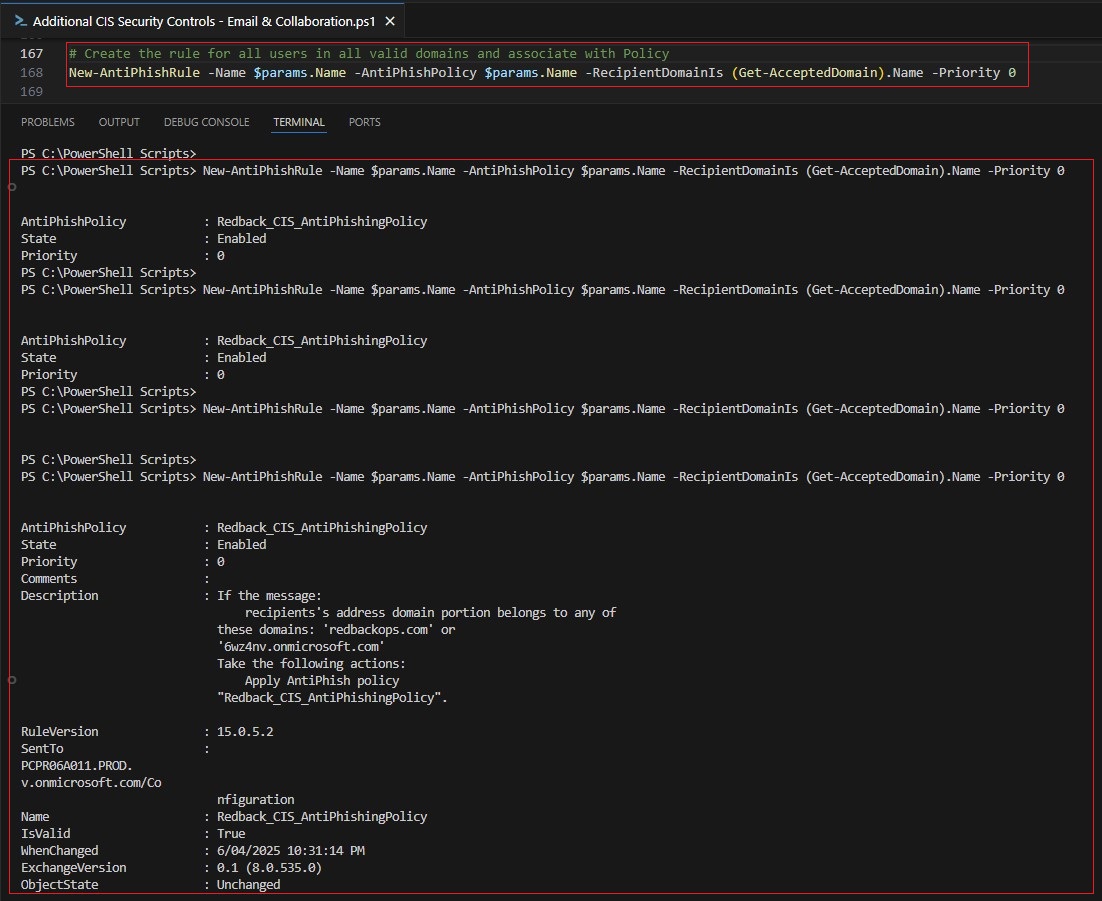 Additional CIS Security Controls - Email & Collaboration.ps1
167 # Create the rule for all users in all valid domains and associate with Policy
168 New-AntiPhishRule -Name $params.Name -AntiPhishPolicy $params.Name -RecipientDomainIs (Get-AcceptedDomain).Name -Priority 0
169
PROBLEMS OUTPUT DEBUG CONSOLE TERMINAL PORTS
PS C:\PowerShell Scripts>
PS C:\PowerShell Scripts> New-AntiPhishRule -Name $params.Name -AntiPhishPolicy $params.Name -RecipientDomainIs (Get-AcceptedDomain).Name -Priority 0
AntiPhishPolicy : Redback_CIS_AntiPhishingPolicy
State : Enabled
Priority : 0
PS C:\PowerShell Scripts>
PS C:\PowerShell Scripts> New-AntiPhishRule -Name $params.Name -AntiPhishPolicy $params.Name -RecipientDomainIs (Get-AcceptedDomain).Name -Priority 0
AntiPhishPolicy : Redback_CIS_AntiPhishingPolicy
State : Enabled
Priority : 0
PS C:\PowerShell Scripts>
PS C:\PowerShell Scripts> New-AntiPhishRule -Name $params.Name -AntiPhishPolicy $params.Name -RecipientDomainIs (Get-AcceptedDomain).Name -Priority 0
PS C:\PowerShell Scripts>
PS C:\PowerShell Scripts> New-AntiPhishRule -Name $params.Name -AntiPhishPolicy $params.Name -RecipientDomainIs (Get-AcceptedDomain).Name -Priority 0
AntiPhishPolicy : Redback_CIS_AntiPhishingPolicy
State : Enabled
Priority : 0
Comments :
Description : If the message:
recipients's address domain portion belongs to any of
these domains: 'redbackops.com' or
'6wz4nv.onmicrosoft.com'
Take the following actions:
Apply AntiPhish policy
"Redback_CIS_AntiPhishingPolicy".
RuleVersion : 15.0.5.2
SentTo :
PCPR06A011.PROD.
v.onmicrosoft.com/Co
nfiguration
Name : Redback_CIS_AntiPhishingPolicy
IsValid : True
WhenChanged : 6/04/2025 10:31:14 PM
ExchangeVersion : 0.1 (8.0.535.0)
ObjectState : Unchanged